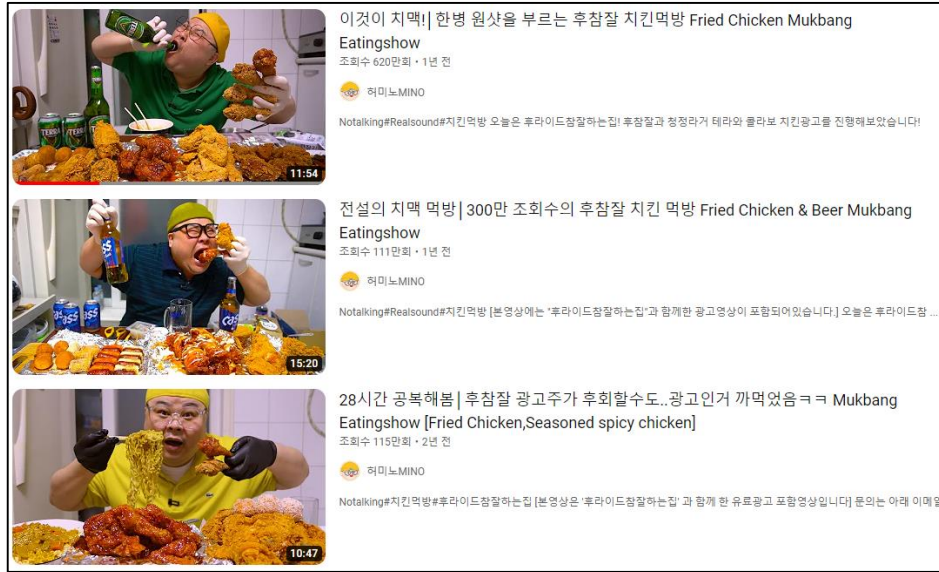 이것이 치맥!| 한병 원샷을 부르는 후참잘 치킨먹방 Fried Chicken Mukbang
Eatingshow
조회수 620만회 • 1년 전
허미노MINO
Notalking#Realsound#치킨먹방 오늘은 후라이드참잘하는집! 후참잘과 청정라거 테라와 콜라보 치킨광고를 진행해보았습니다!
TERRA
TERRA
11:54
전설의 치맥 먹방| 300만 조회수의 후참잘 치킨 먹방 Fried Chicken & Beer Mukbang
Eatingshow
조회수 111만회 • 1년 전
허미노MINO
Notalking#Realsound#치킨먹방 [본영상에는 "후라이드참잘하는집"과 함께한 광고영상이 포함되어있습니다.] 오늘은 후라이드참 ...
cass
cass
cass
15:20
28시간 공복해봄| 후참잘 광고주가 후회할수도..광고인거 까먹었음ㅋㅋ Mukbang
Eatingshow [Fried Chicken,Seasoned spicy chicken]
조회수 115만회 • 2년 전
허미노MINO
Notalking#치킨먹방#후라이드참잘하는집 [본영상은 '후라이드참잘하는집' 과 함께 한 유료광고 포함영상입니다] 문의는 아래 이메일
10:47